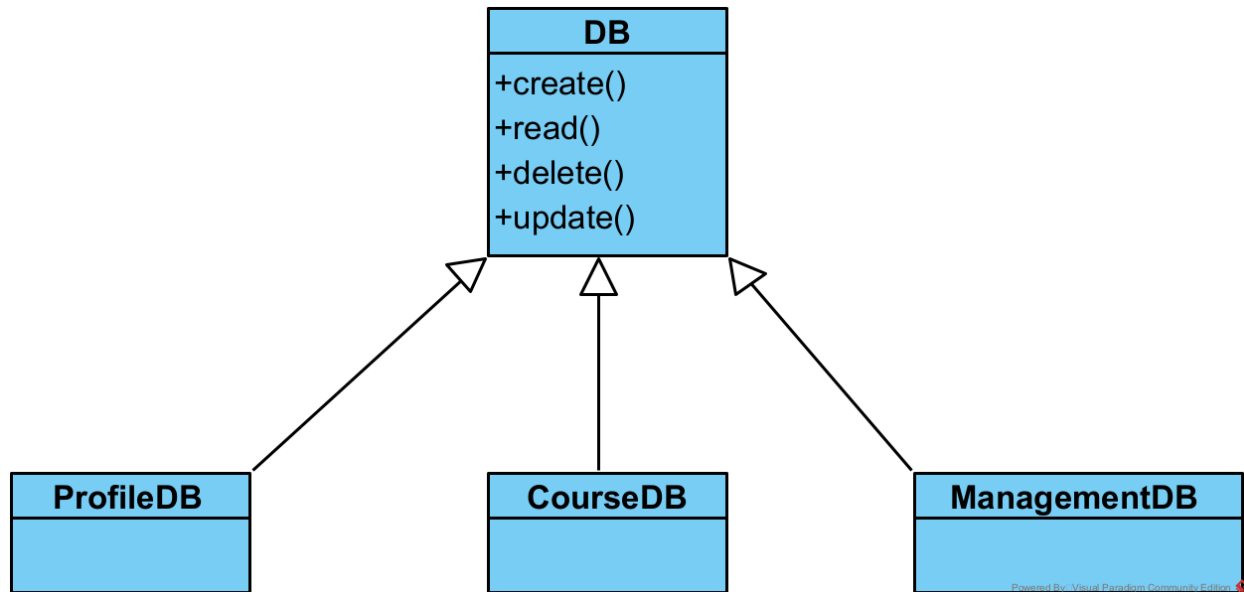 DB
+create()
+read()
+delete()
+update()
ProfileDB
CourseDB
ManagementDB
Powered By: Visual Paradigm Community Edition